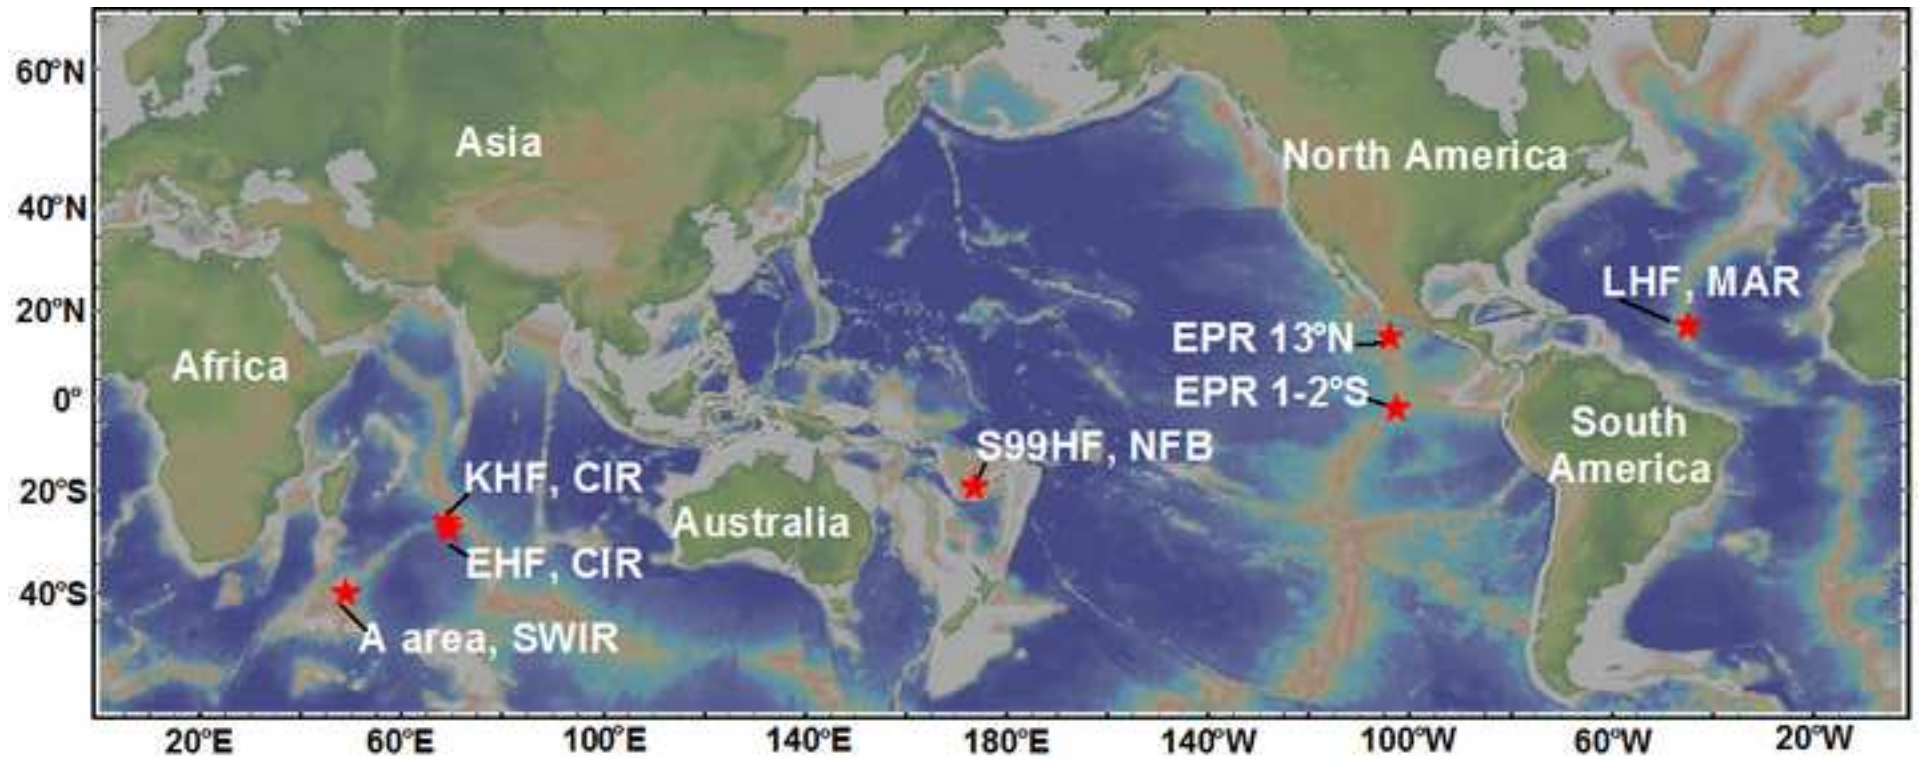 60°N
40°N
20°N
0°
20°S
40°S
Asia
North America
Africa
LHF, MAR
EPR 13°N
EPR 1-2°S
South
America
S99HF, NFB
KHF, CIR
Australia
EHF, CIR
A area, SWIR
20°E
60°E
100°E
140°E
180°E
140°W
100°W
60°W
20°W